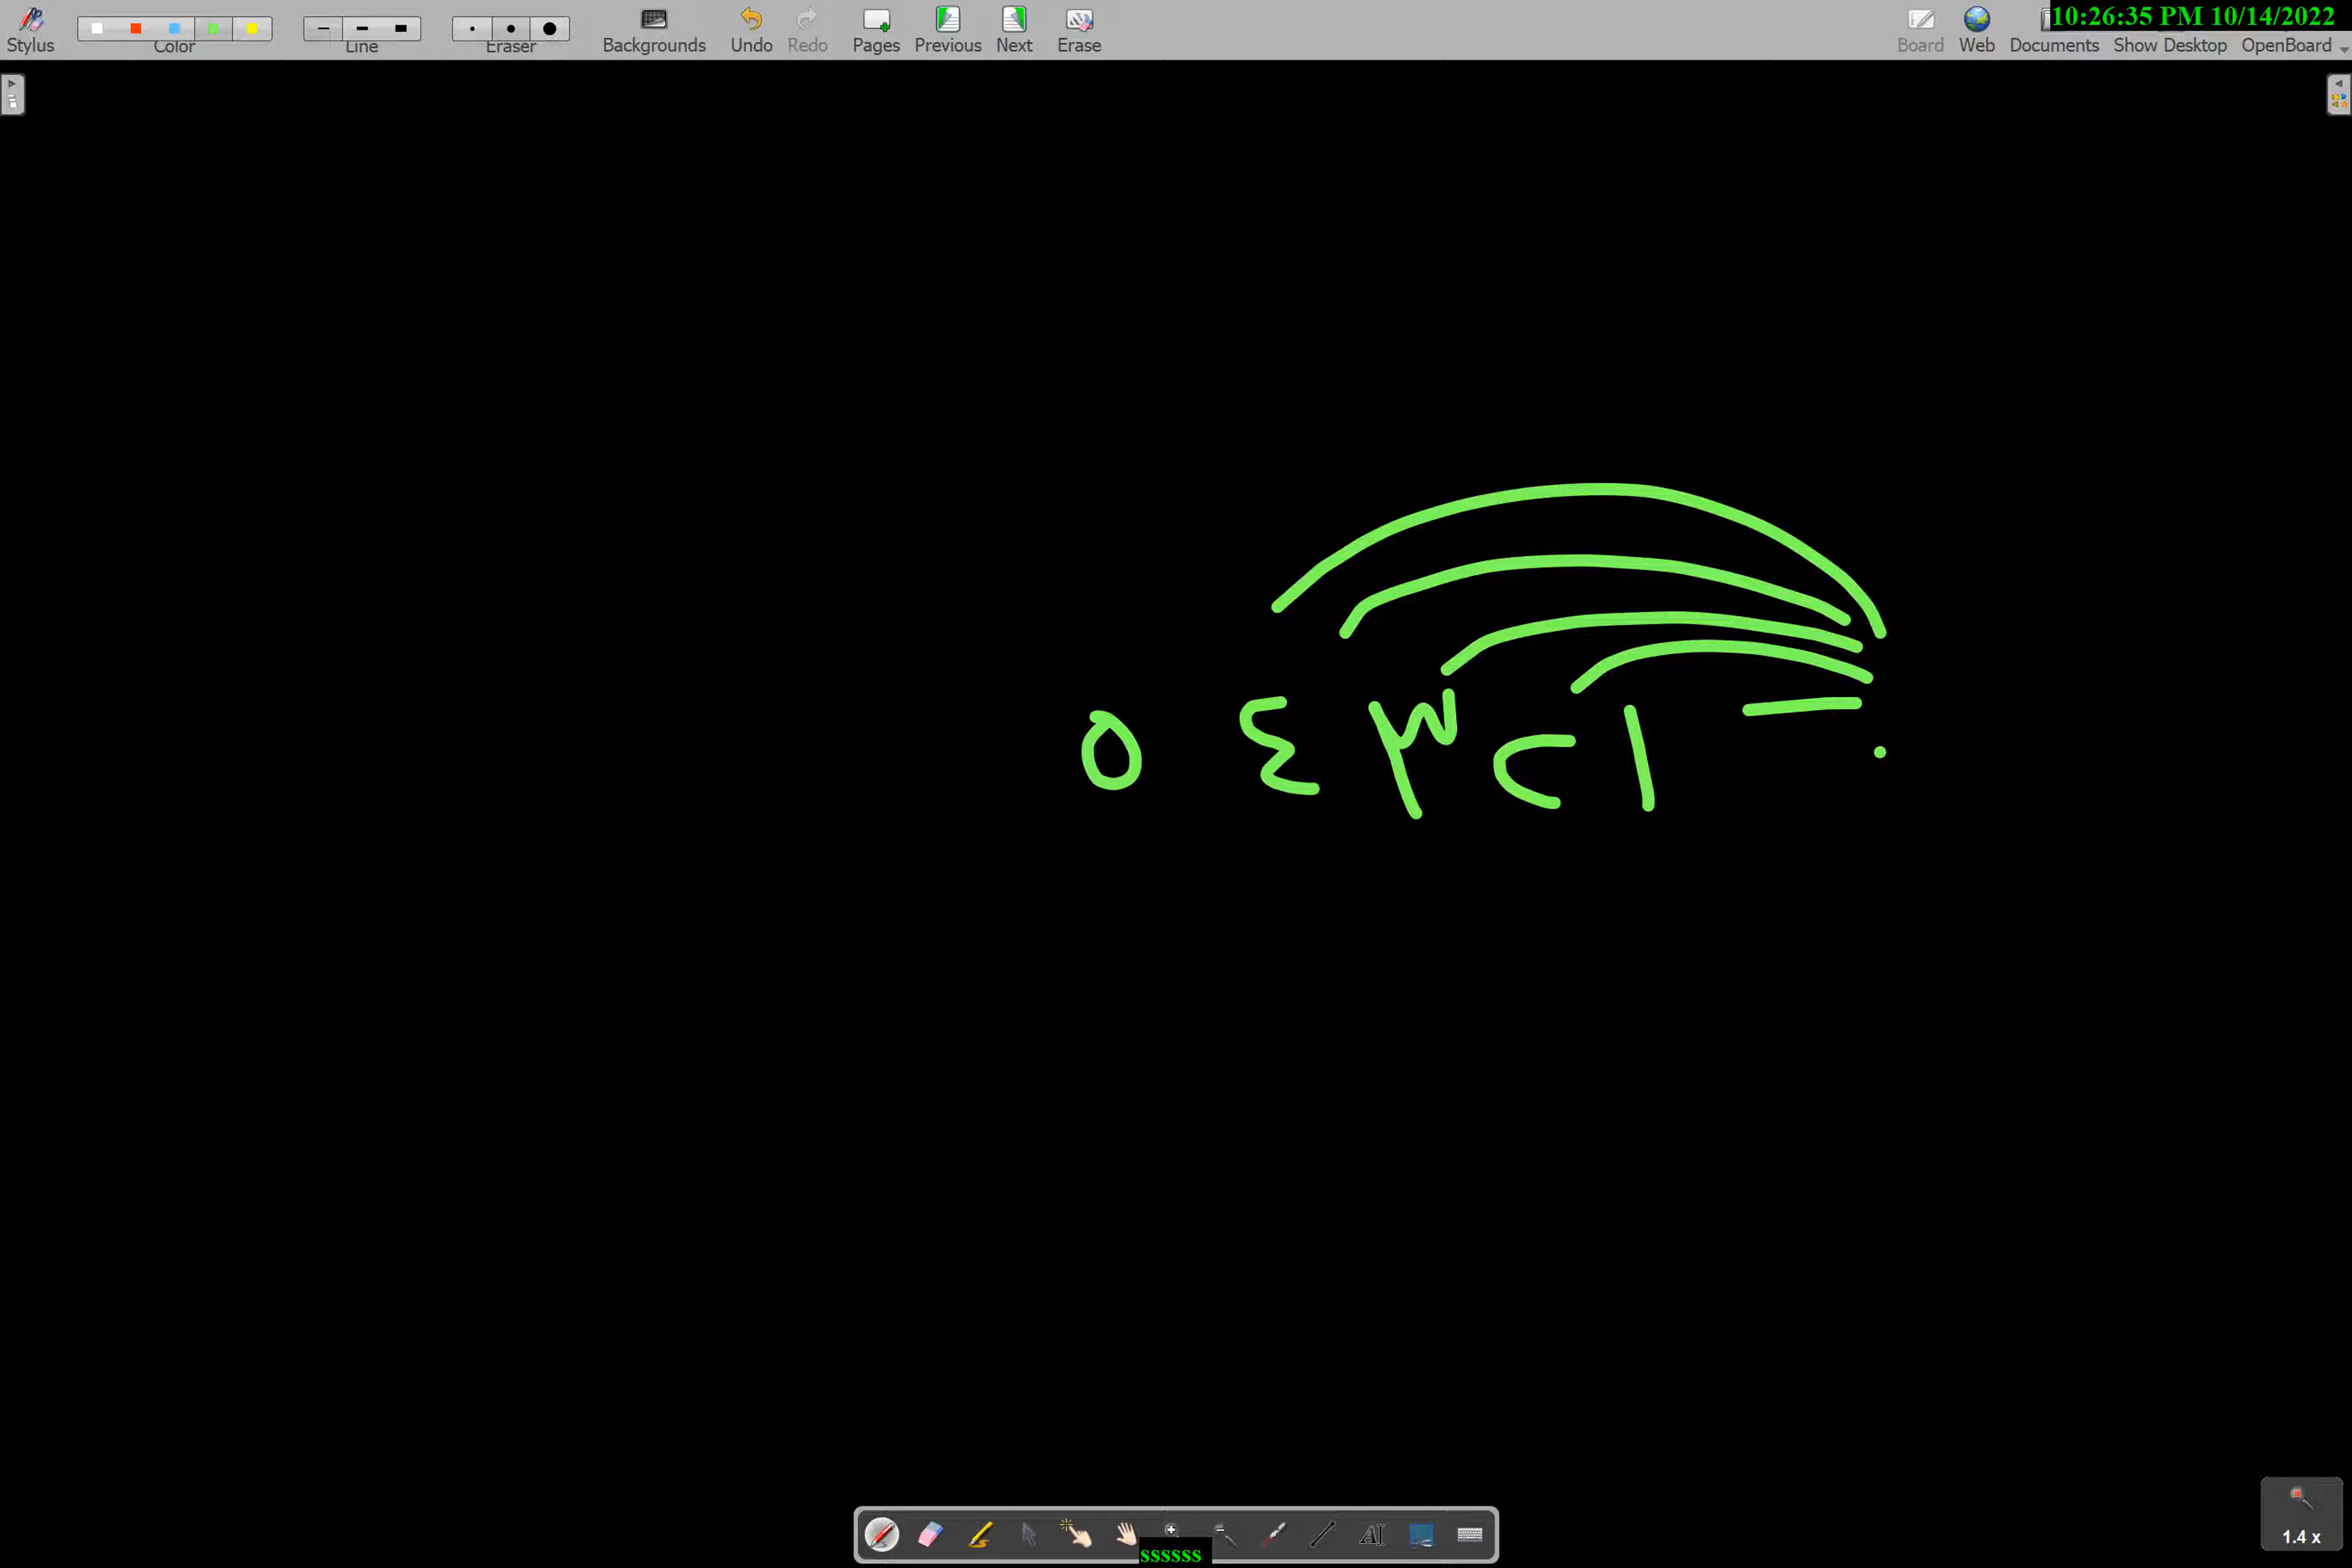 10:26:35 PM 10/14/2022
Stylus Color Line Eraser Backgrounds Undo Redo Pages Previous Next Erase Board Web Documents Show Desktop OpenBoard
٥ ٤ ٣ ٢ ١ ٠
1.4 x
ssssss